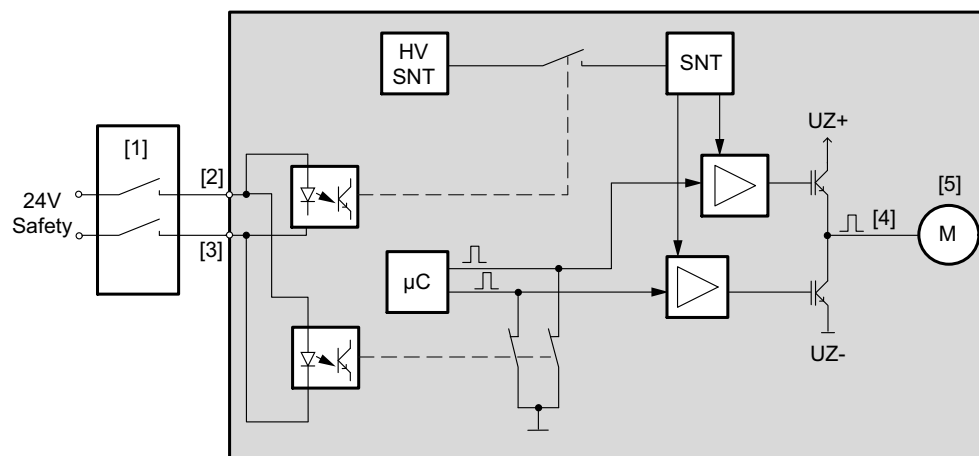 HV
SNT
SNT
UZ+
[1]
[2]
24V
Safety
[3]
[4]
[5]
M
µC
UZ-